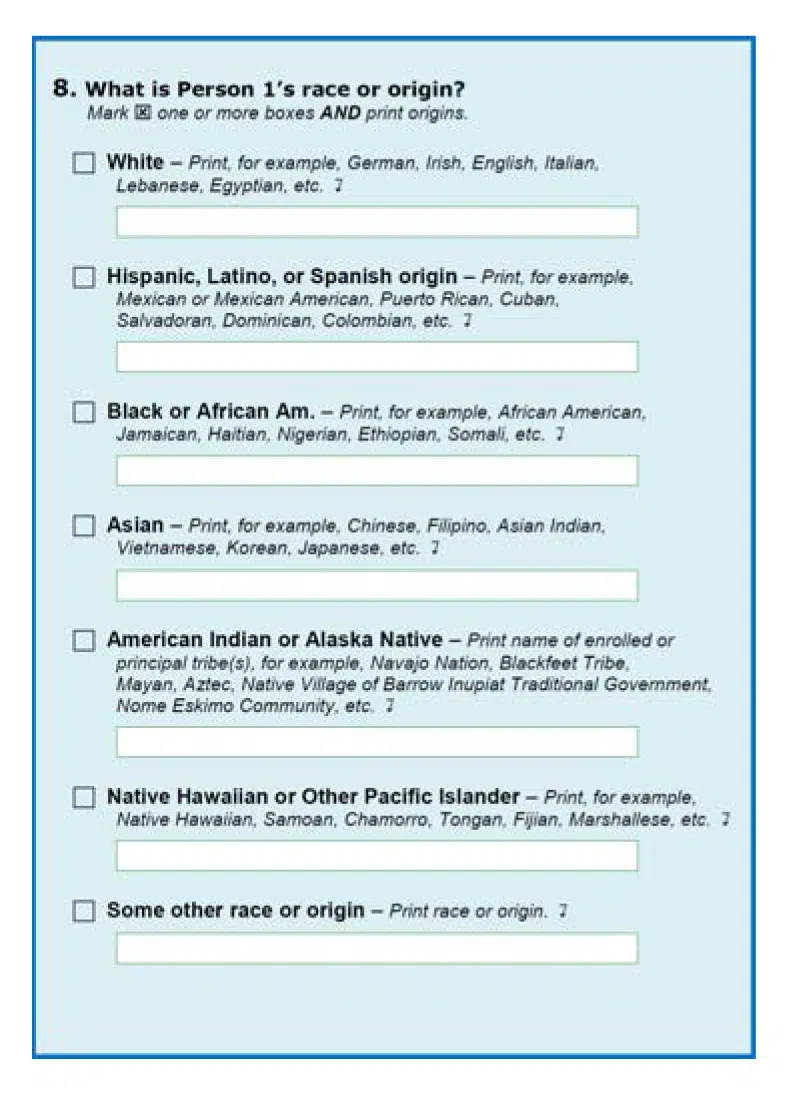 8. What is Person 1's race or origin?
Mark ☒ one or more boxes AND print origins.
White – Print, for example, German, Irish, English, Italian,
Lebanese, Egyptian, etc.
Hispanic, Latino, or Spanish origin – Print, for example,
Mexican or Mexican American, Puerto Rican, Cuban,
Salvadoran, Dominican, Colombian, etc.
Black or African Am. – Print, for example, African American,
Jamaican, Haitian, Nigerian, Ethiopian, Somali, etc.
Asian – Print, for example, Chinese, Filipino, Asian Indian,
Vietnamese, Korean, Japanese, etc.
American Indian or Alaska Native – Print name of enrolled or
principal tribe(s), for example, Navajo Nation, Blackfeet Tribe,
Mayan, Aztec, Native Village of Barrow Inupiat Traditional Government,
Nome Eskimo Community, etc.
Native Hawaiian or Other Pacific Islander – Print, for example,
Native Hawaiian, Samoan, Chamorro, Tongan, Fijian, Marshallese, etc.
Some other race or origin – Print race or origin.